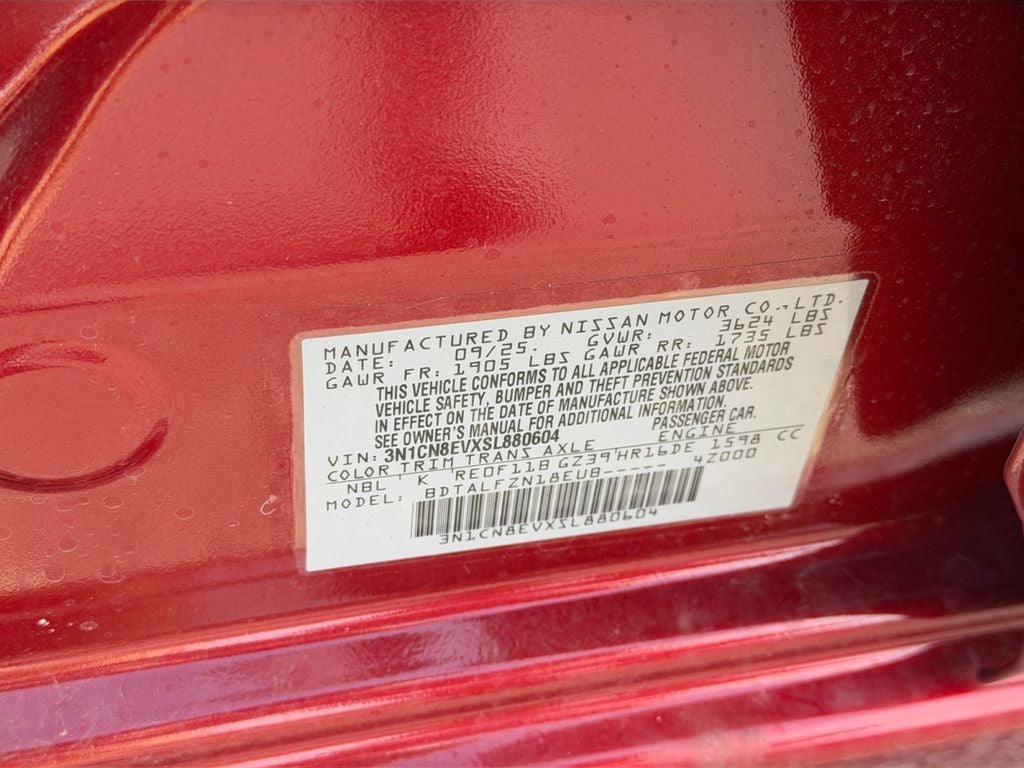 MANUFACTURED BY NISSAN MOTOR CO., LTD.
DATE: 09/25. GVWR: 3624 LBS
GAWR FR: 1905 LBS GAWR RR: 1735 LBS
THIS VEHICLE CONFORMS TO ALL APPLICABLE FEDERAL MOTOR
VEHICLE SAFETY, BUMPER AND THEFT PREVENTION STANDARDS
IN EFFECT ON THE DATE OF MANUFACTURE SHOWN ABOVE.
SEE OWNER'S MANUAL FOR ADDITIONAL INFORMATION.
VIN: 3N1CN8EVXSL880604 PASSENGER CAR.
COLOR TRIM TRANS AXLE ENGINE
NBL K RE0F11B GZ39 HR16DE 1598 CC
MODEL: BDTALFZN18EUB----- 4Z000
3N1CN8EVXSL880604